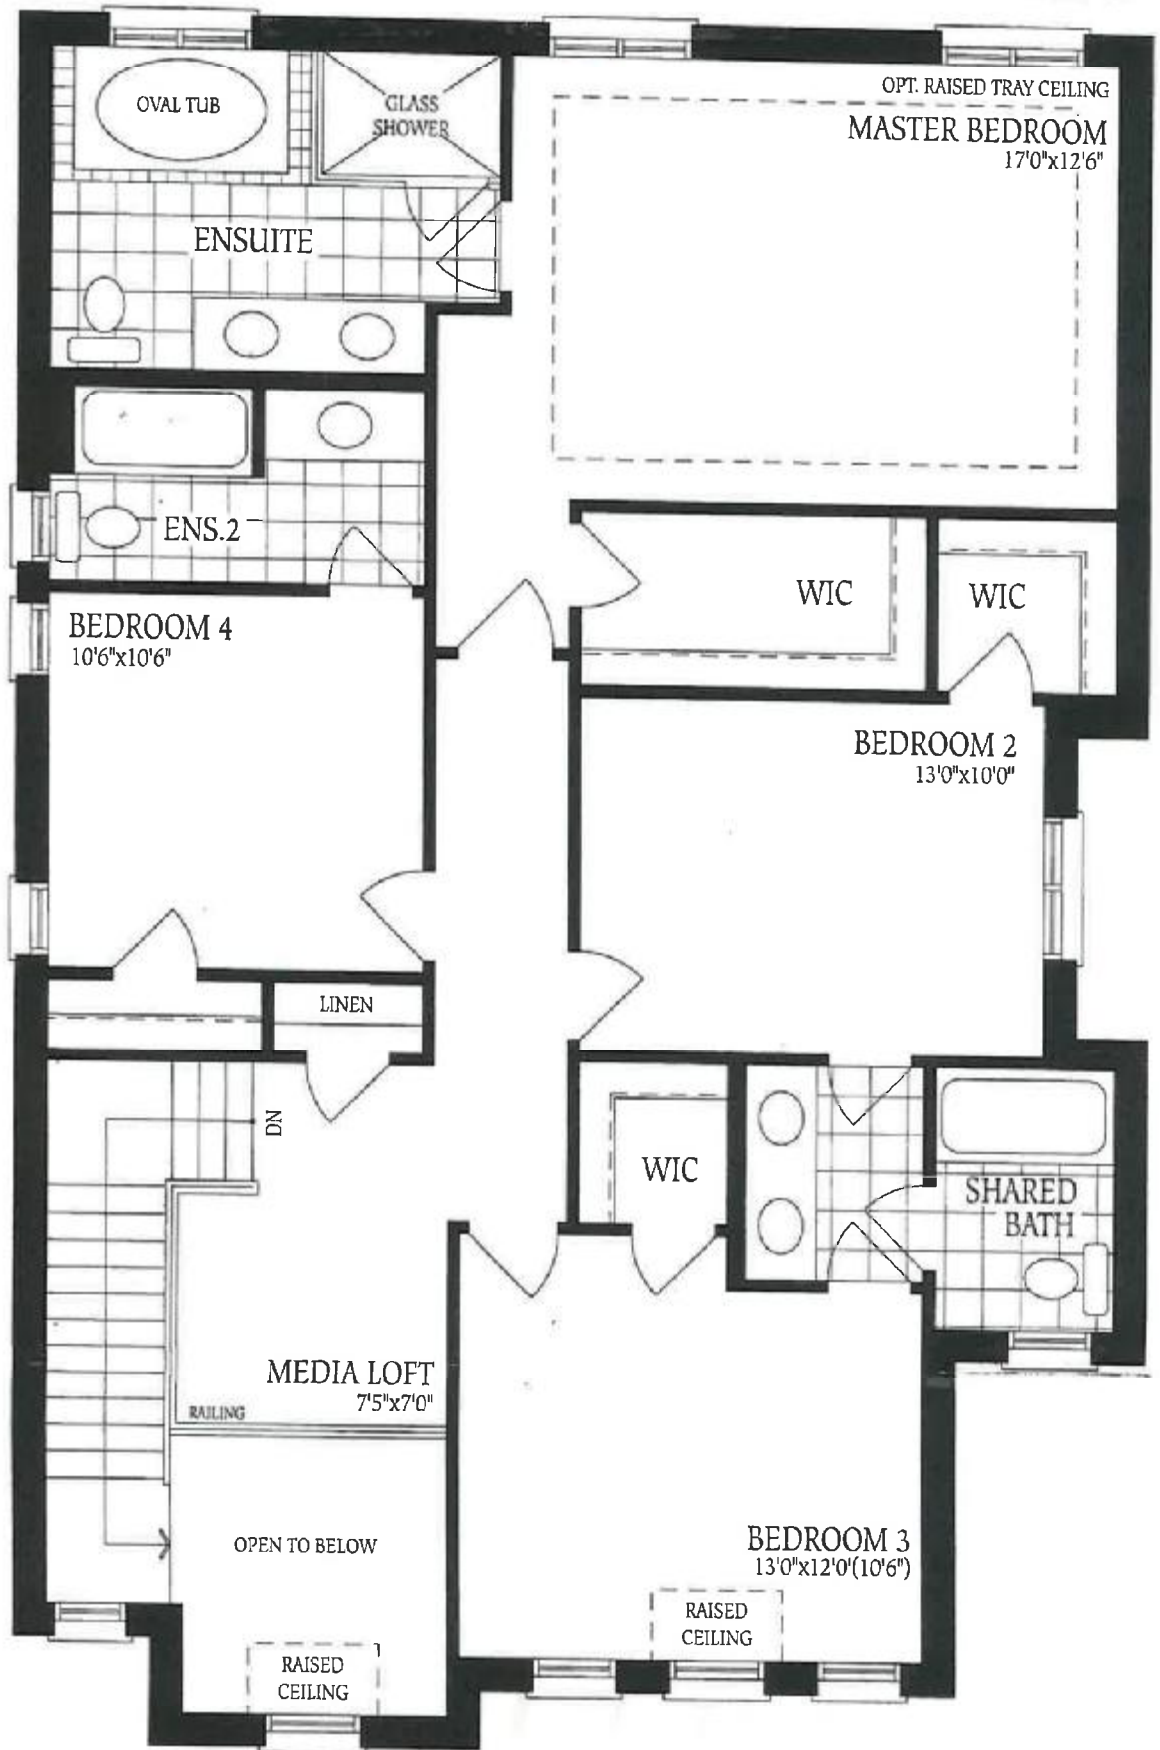 OVAL TUB
GLASS
SHOWER
OPT. RAISED TRAY CEILING
MASTER BEDROOM
17'0"x12'6"
ENSUITE
ENS.2
WIC
WIC
BEDROOM 4
10'6"x10'6"
BEDROOM 2
13'0"x10'0"
LINEN
DN
WIC
SHARED
BATH
MEDIA LOFT
7'5"x7'0"
RAILING
OPEN TO BELOW
BEDROOM 3
13'0"x12'0'(10'6")
RAISED
CEILING
RAISED
CEILING